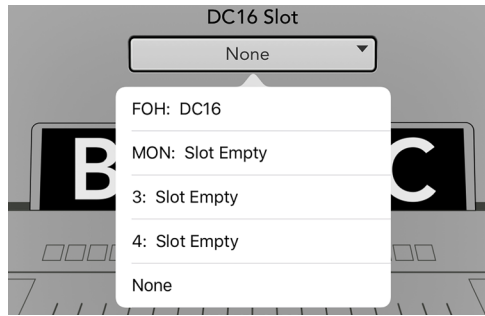 DC16 Slot
None
FOH: DC16
MON: Slot Empty
B C
3: Slot Empty
4: Slot Empty
None